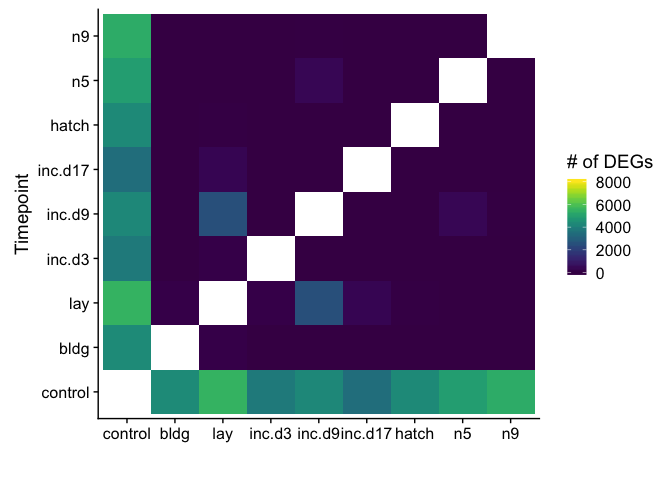 n9
n5
hatch
inc.d17
inc.d9
inc.d3
lay
bldg
control
Timepoint
control bldg lay inc.d3 inc.d9 inc.d17 hatch n5 n9
# of DEGs
8000
6000
4000
2000
0